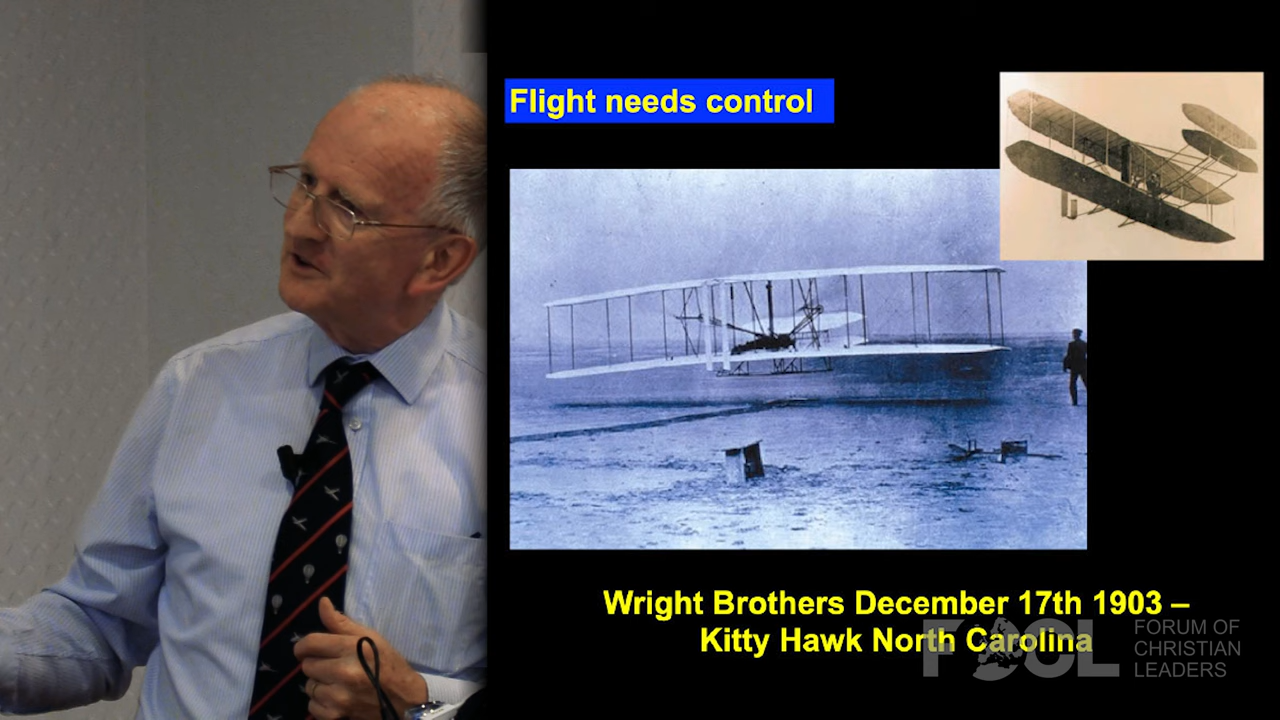 Flight needs control
Wright Brothers December 17th 1903 –
Kitty Hawk North Carolina
FOCL
FORUM OF
CHRISTIAN
LEADERS